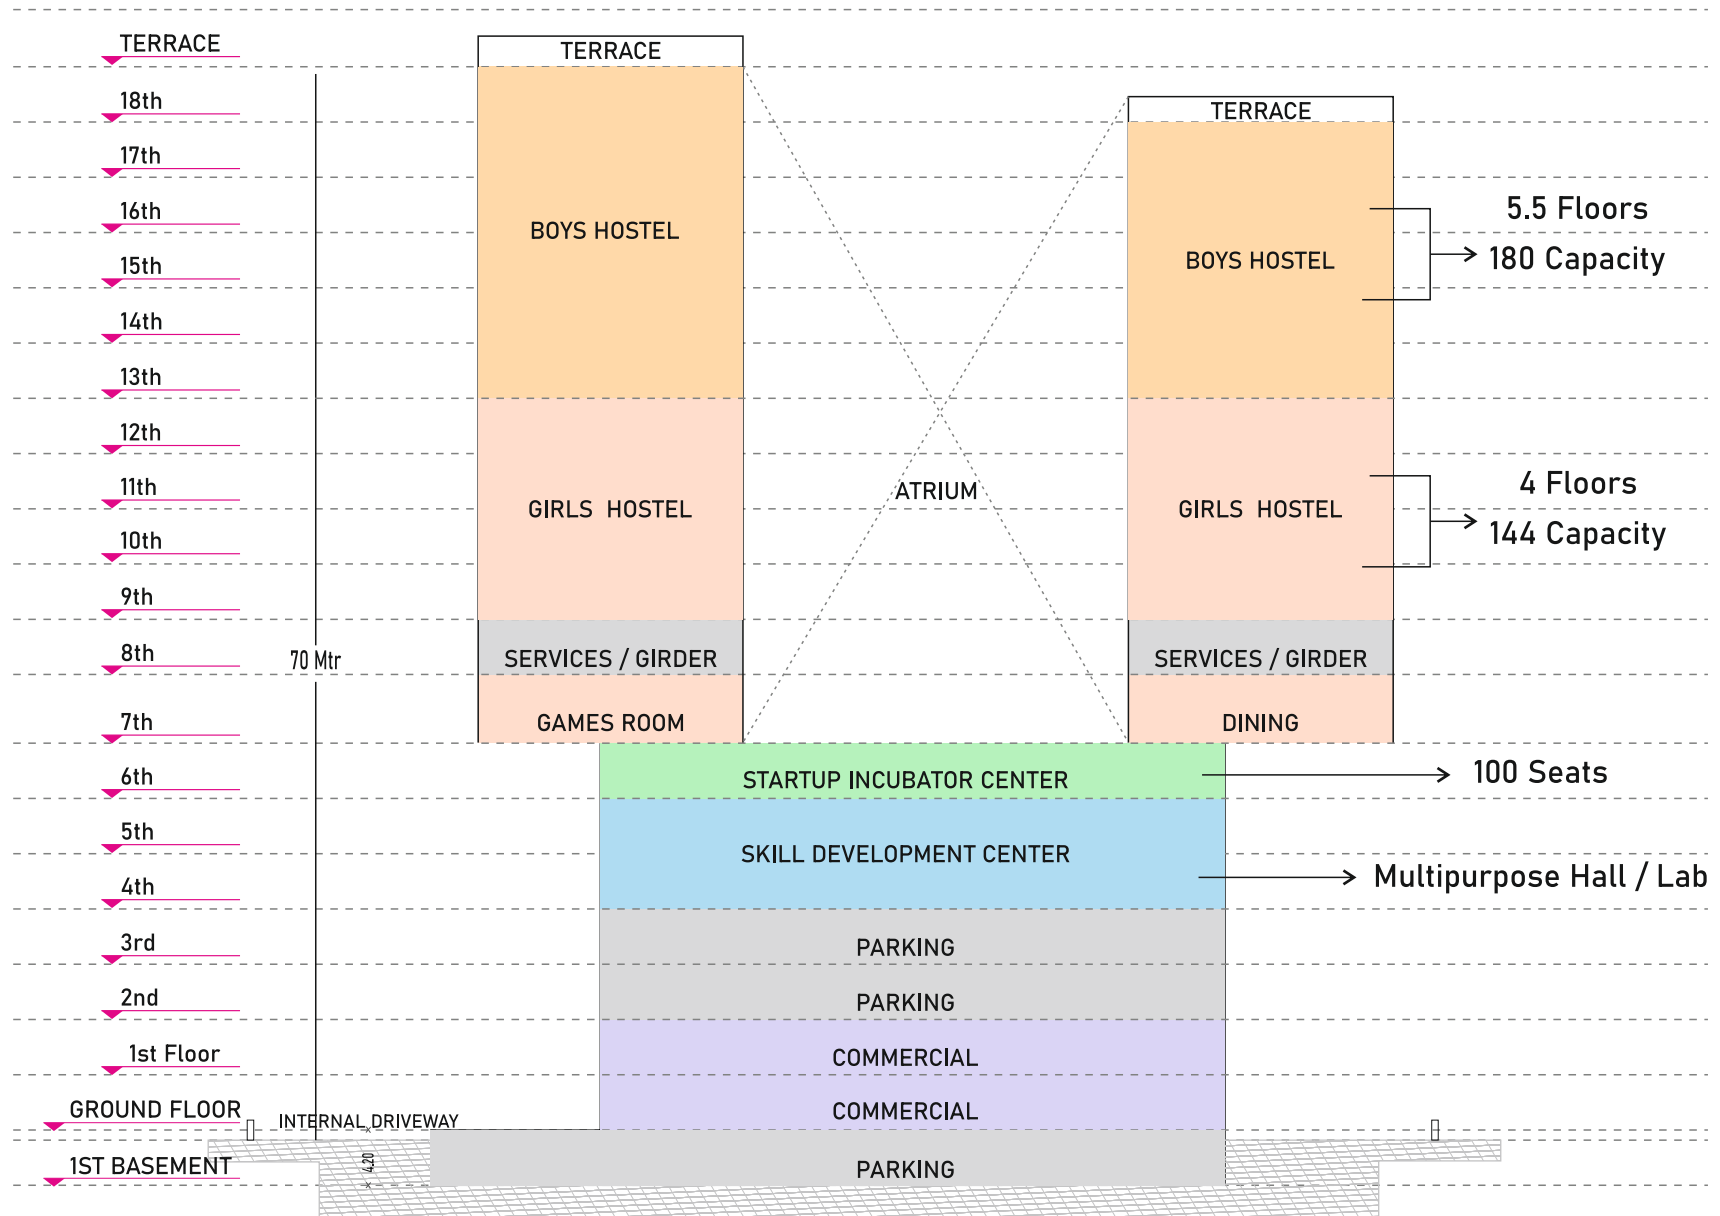 TERRACE
TERRACE
18th
TERRACE
17th
16th
5.5 Floors
BOYS HOSTEL
15th
BOYS HOSTEL
180 Capacity
14th
13th
12th
11th
ATRIUM
4 Floors
GIRLS HOSTEL
GIRLS HOSTEL
10th
144 Capacity
9th
8th
70 Mtr
SERVICES / GIRDER
SERVICES / GIRDER
7th
GAMES ROOM
DINING
6th
STARTUP INCUBATOR CENTER
100 Seats
5th
SKILL DEVELOPMENT CENTER
4th
Multipurpose Hall / Lab
3rd
PARKING
2nd
PARKING
1st Floor
COMMERCIAL
GROUND FLOOR
INTERNAL DRIVEWAY
COMMERCIAL
1ST BASEMENT
4.20
PARKING